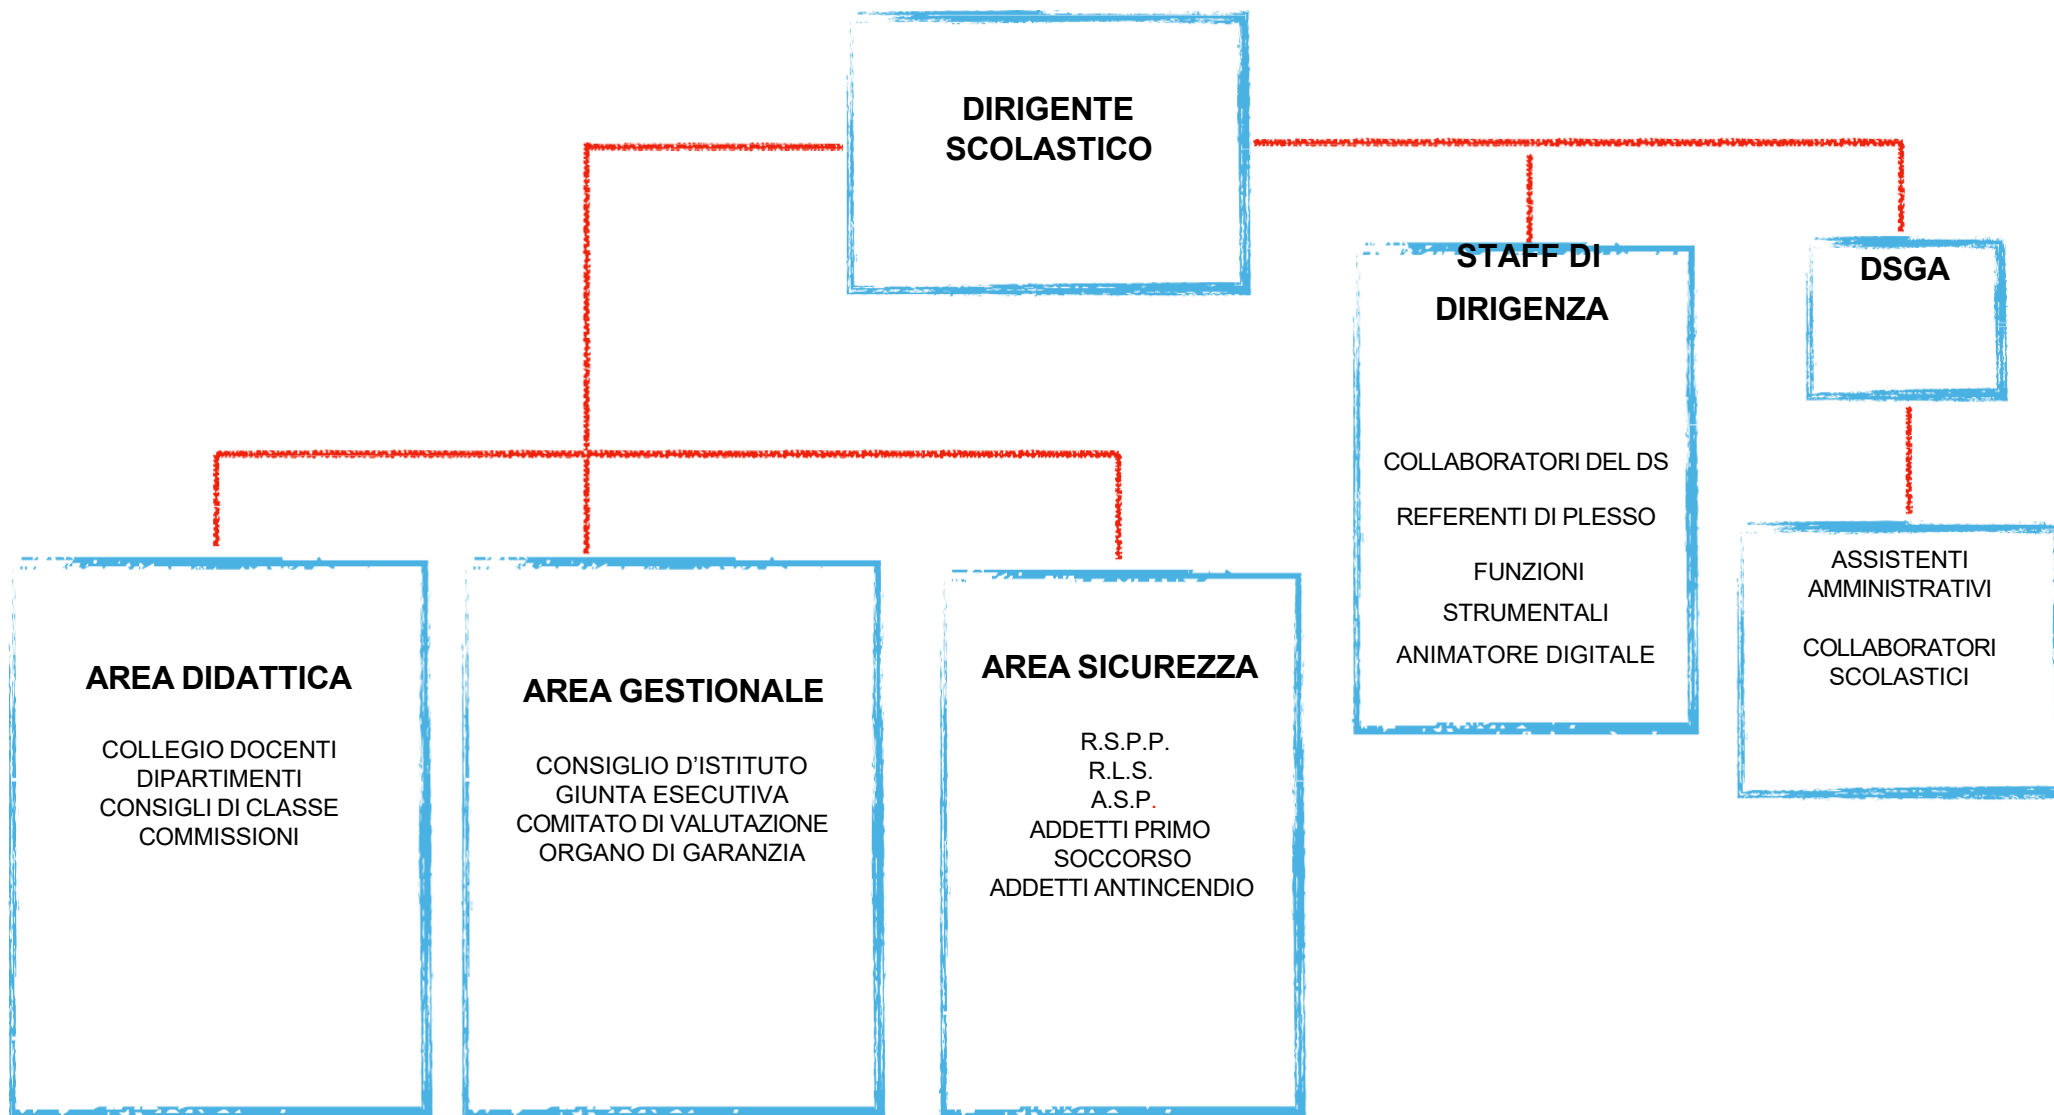 DIRIGENTE
SCOLASTICO
STAFF DI
DIRIGENZA
COLLABORATORI DEL DS
REFERENTI DI PLESSO
FUNZIONI
STRUMENTALI
ANIMATORE DIGITALE
DSGA
ASSISTENTI
AMMINISTRATIVI
COLLABORATORI
SCOLASTICI
AREA DIDATTICA
COLLEGIO DOCENTI
DIPARTIMENTI
CONSIGLI DI CLASSE
COMMISSIONI
AREA GESTIONALE
CONSIGLIO D’ISTITUTO
GIUNTA ESECUTIVA
COMITATO DI VALUTAZIONE
ORGANO DI GARANZIA
AREA SICUREZZA
R.S.P.P.
R.L.S.
A.S.P.
ADDETTI PRIMO
SOCCORSO
ADDETTI ANTINCENDIO